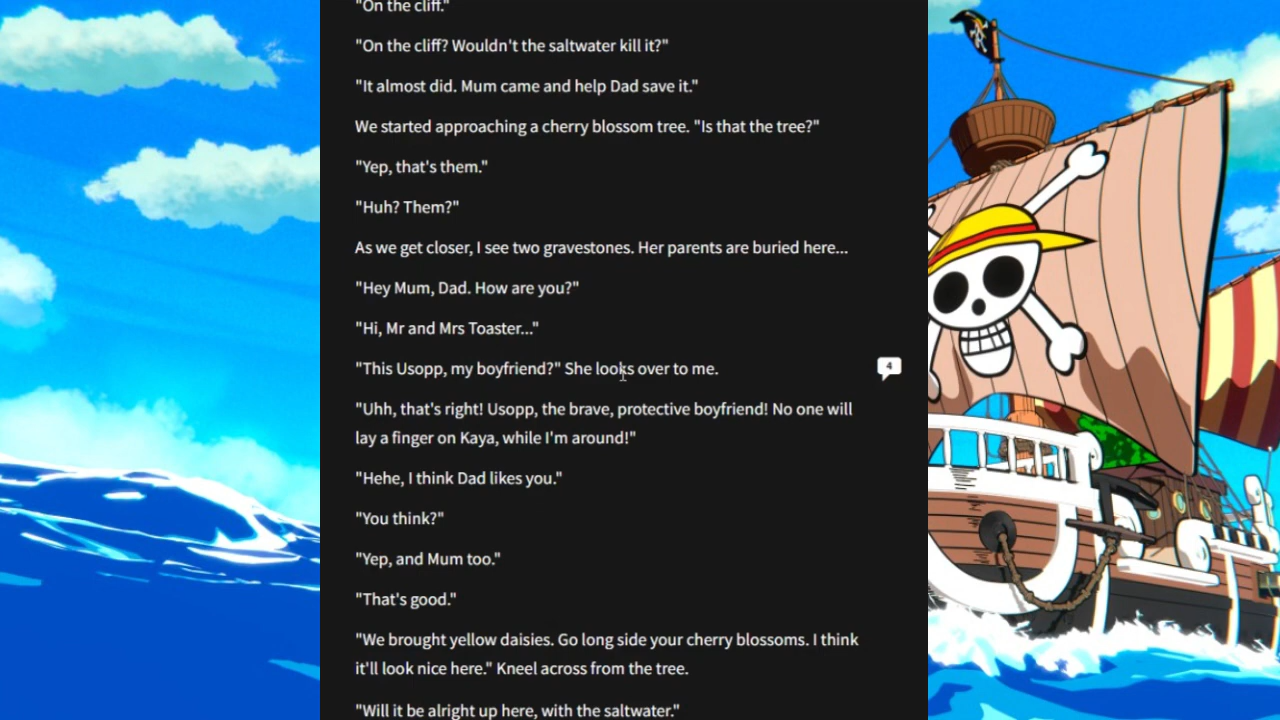 "On the cliff."
"On the cliff? Wouldn't the saltwater kill it?"
"It almost did. Mum came and help Dad save it."
We started approaching a cherry blossom tree. "Is that the tree?"
"Yep, that's them."
"Huh? Them?"
As we get closer, I see two gravestones. Her parents are buried here...
"Hey Mum, Dad. How are you?"
"Hi, Mr and Mrs Toaster..."
"This Usopp, my boyfriend?" She looks over to me.
4
"Uhh, that's right! Usopp, the brave, protective boyfriend! No one will
lay a finger on Kaya, while I'm around!"
"Hehe, I think Dad likes you."
"You think?"
"Yep, and Mum too."
"That's good."
"We brought yellow daisies. Go long side your cherry blossoms. I think
it'll look nice here." Kneel across from the tree.
"Will it be alright up here, with the saltwater."